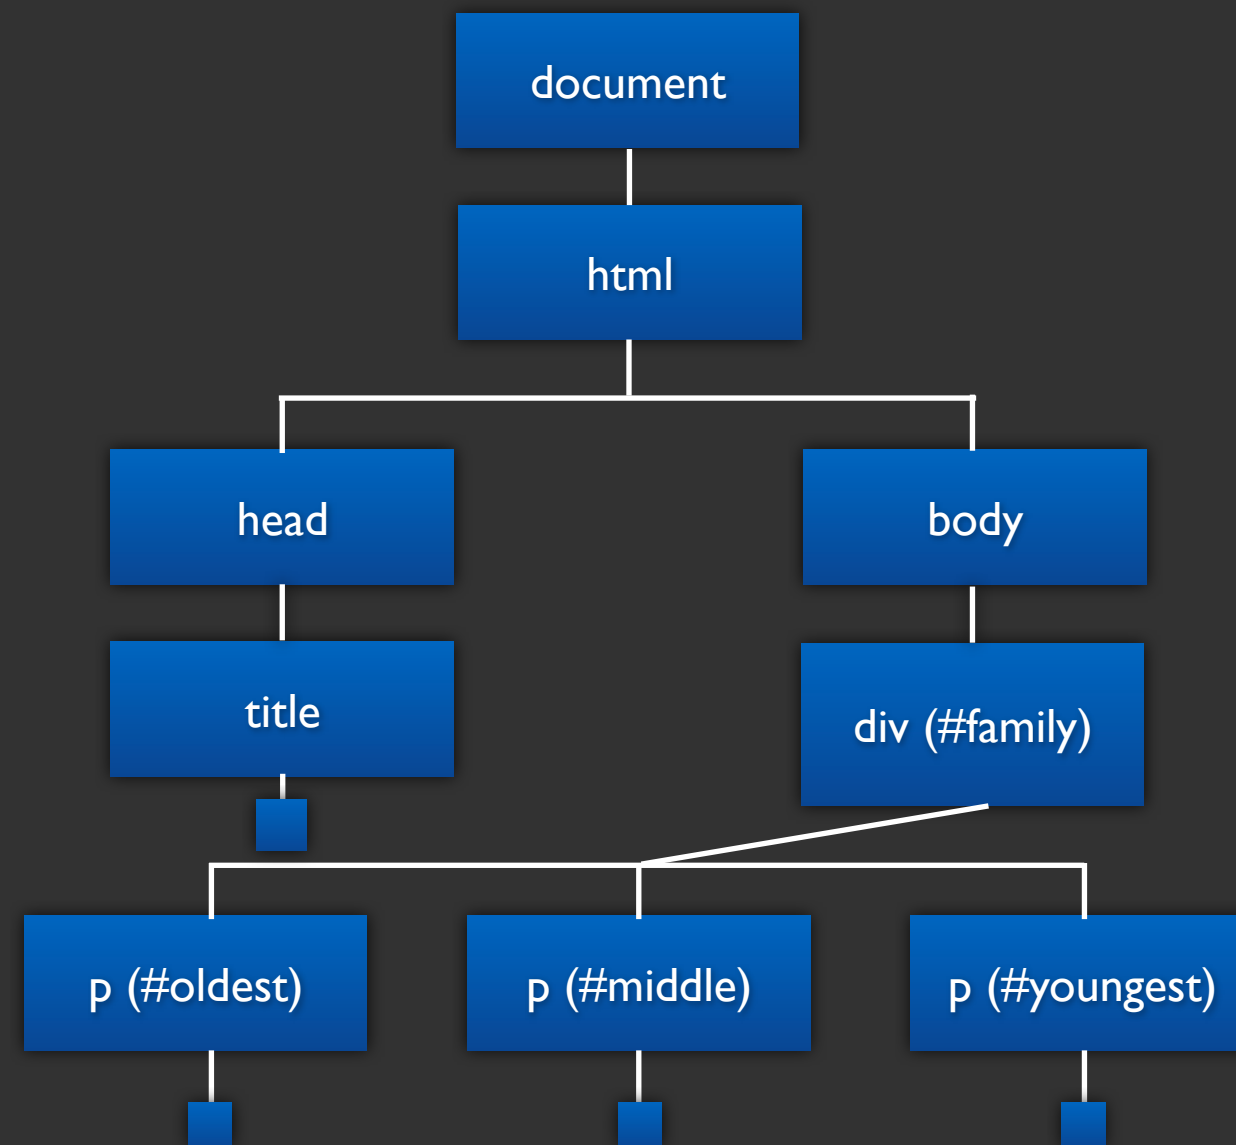 document
html
head
body
title
div (#family)
p (#oldest)
p (#middle)
p (#youngest)